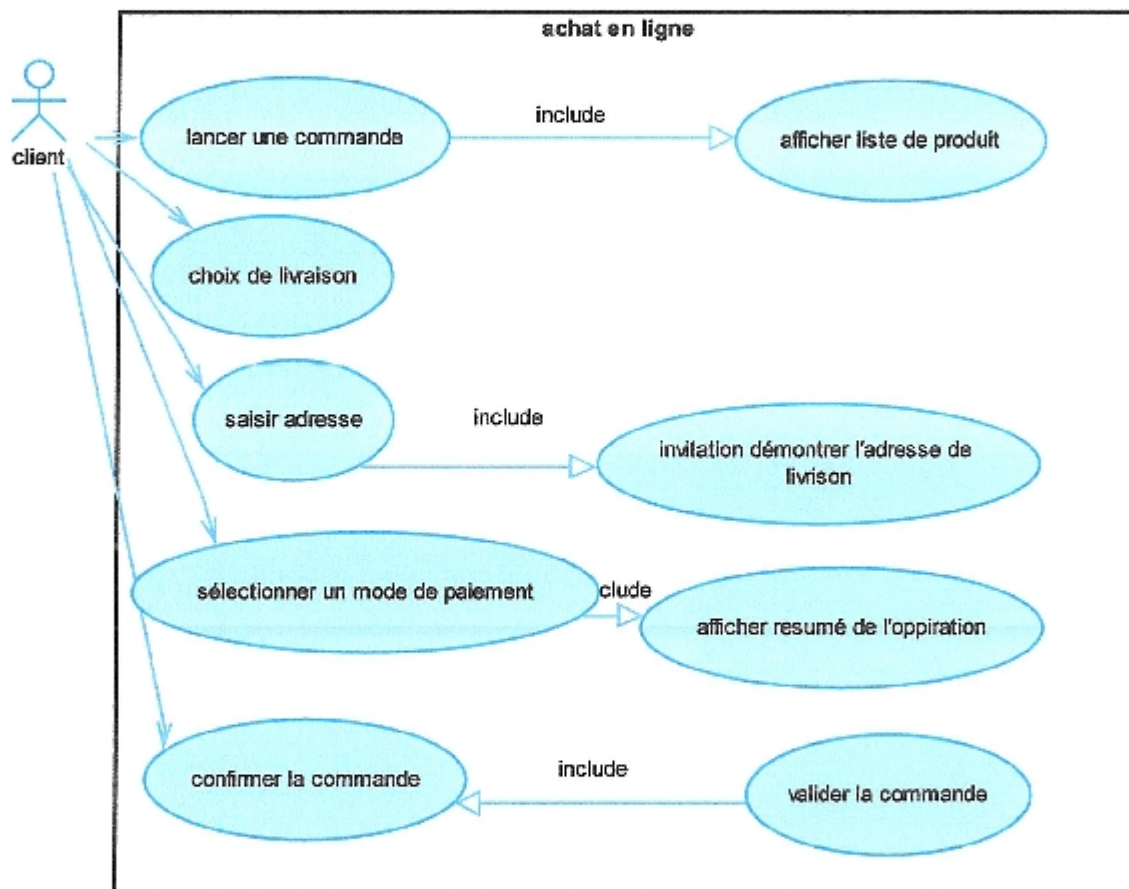 achat en ligne
client
lancer une commande
include
afficher liste de produit
choix de livraison
saisir adresse
include
invitation démontrer l'adresse de
livrison
sélectionner un mode de paiement
clude
afficher resumé de l'oppiration
confirmer la commande
include
valider la commande